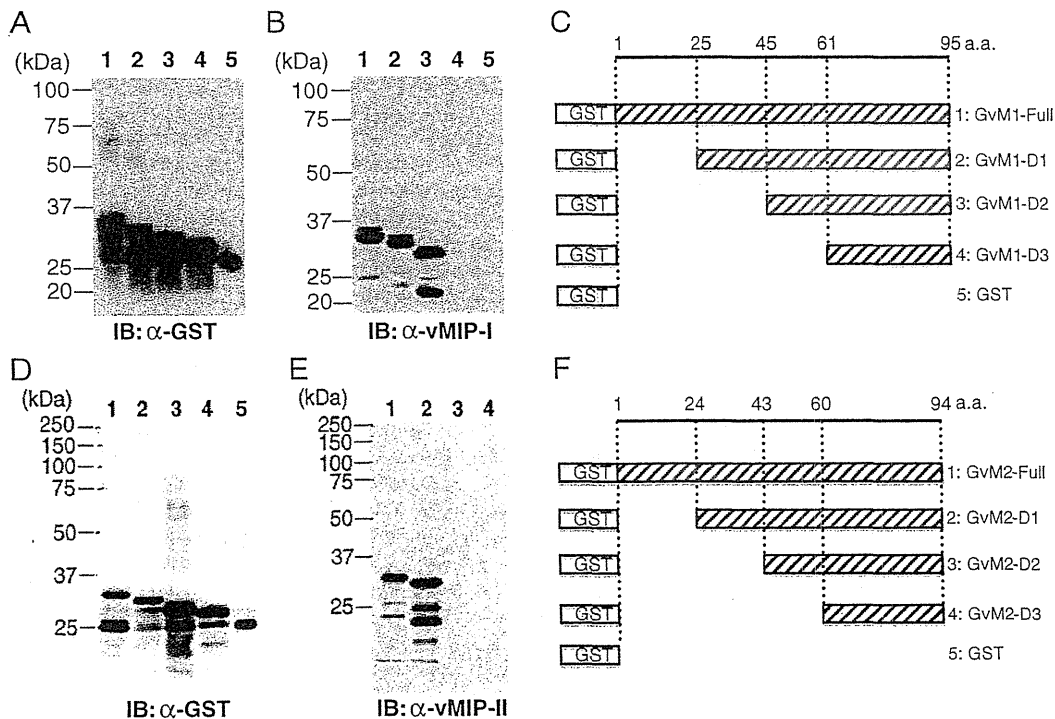 A
(kDa) 1 2 3 4 5
100
75
50
37
25
20
IB: α-GST
B
(kDa) 1 2 3 4 5
100
75
50
37
25
20
IB: α-vMIP-I
C
1 25 45 61 95 a.a.
GST 1: GvM1-Full
GST 2: GvM1-D1
GST 3: GvM1-D2
GST 4: GvM1-D3
GST 5: GST
D
(kDa) 1 2 3 4 5
250
150
100
75
50
37
25
IB: α-GST
E
(kDa) 1 2 3 4
250
150
100
75
50
37
25
IB: α-vMIP-II
F
1 24 43 60 94 a.a.
GST 1: GvM2-Full
GST 2: GvM2-D1
GST 3: GvM2-D2
GST 4: GvM2-D3
GST 5: GST